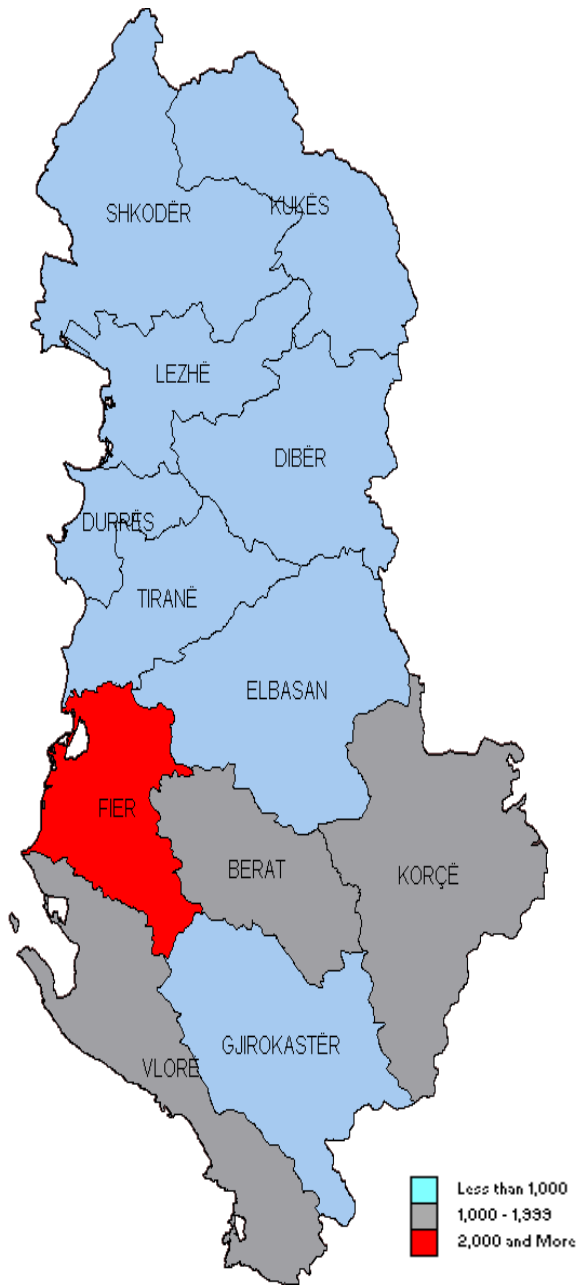 KUKËS
SHKODËR
LEZHË
DIBËR
DURRËS
TIRANË
ELBASAN
FIER
BERAT
KORÇË
GJIROKASTËR
VLORË
Less than 1,000
1,000 - 1,999
2,000 and More